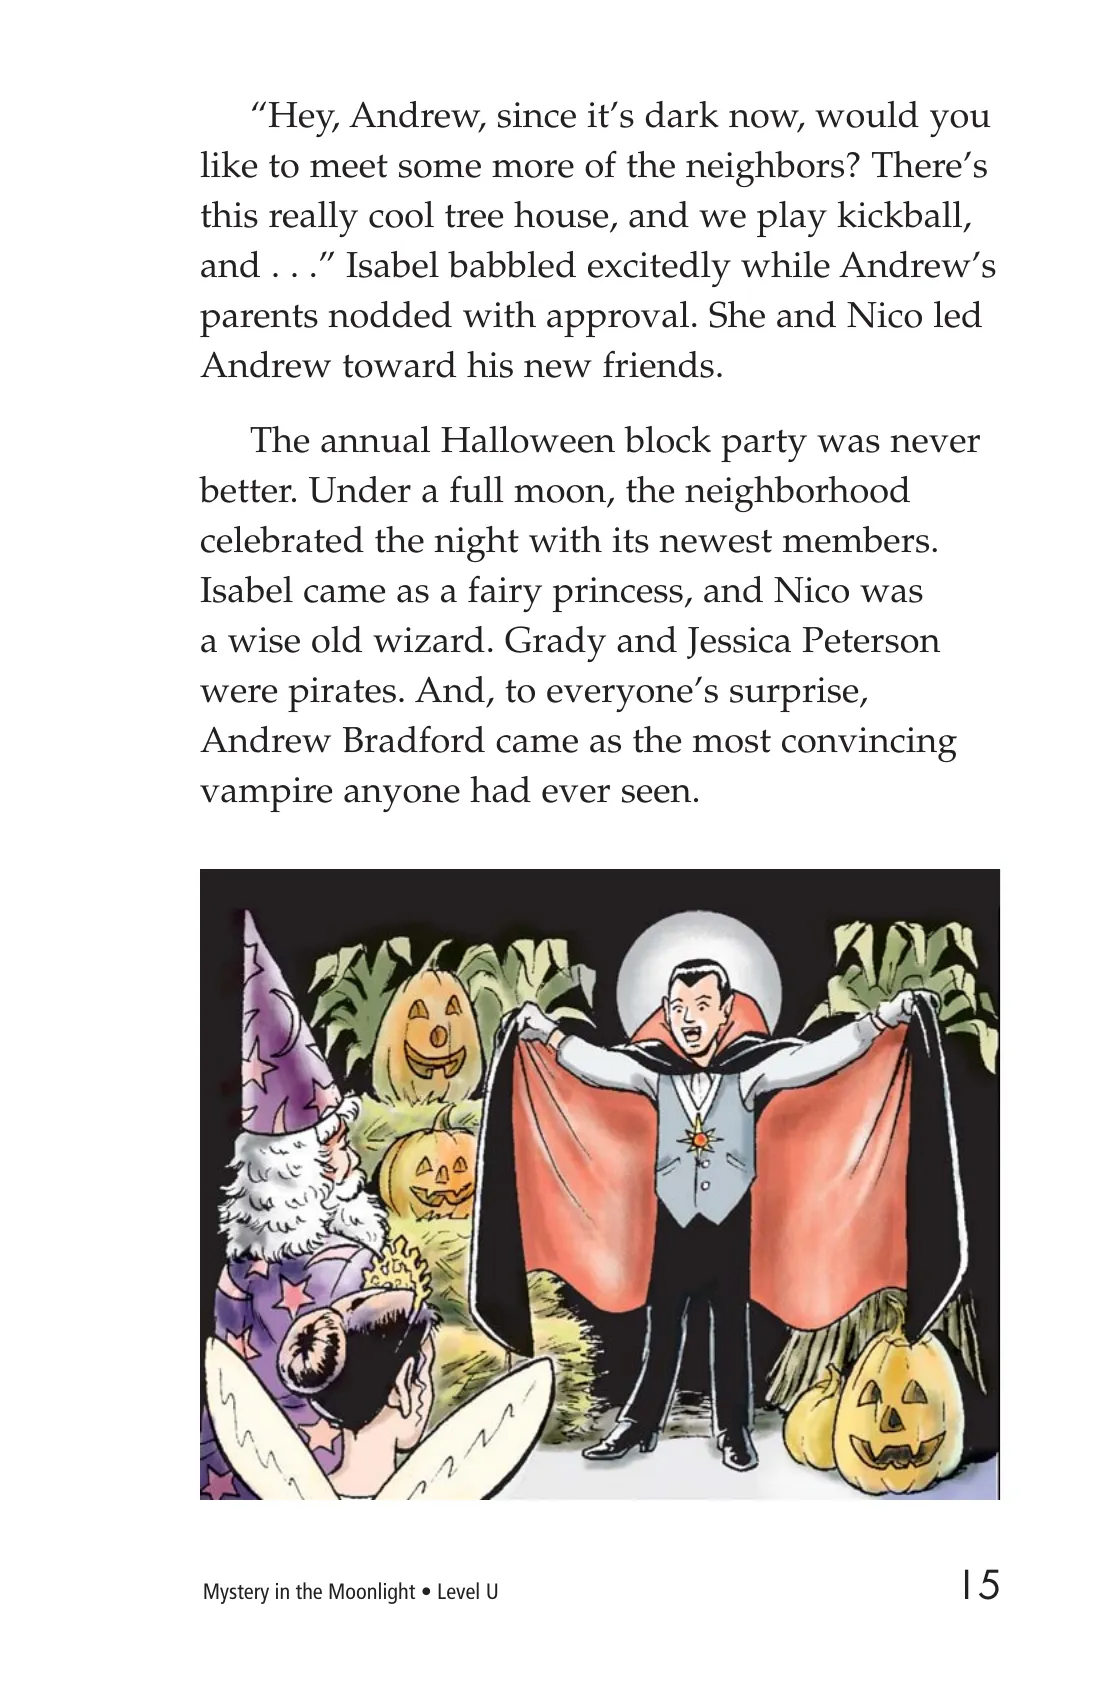 “Hey, Andrew, since it’s dark now, would you
like to meet some more of the neighbors? There’s
this really cool tree house, and we play kickball,
and . . .” Isabel babbled excitedly while Andrew’s
parents nodded with approval. She and Nico led
Andrew toward his new friends.
The annual Halloween block party was never
better. Under a full moon, the neighborhood
celebrated the night with its newest members.
Isabel came as a fairy princess, and Nico was
a wise old wizard. Grady and Jessica Peterson
were pirates. And, to everyone’s surprise,
Andrew Bradford came as the most convincing
vampire anyone had ever seen.
Mystery in the Moonlight • Level U
15